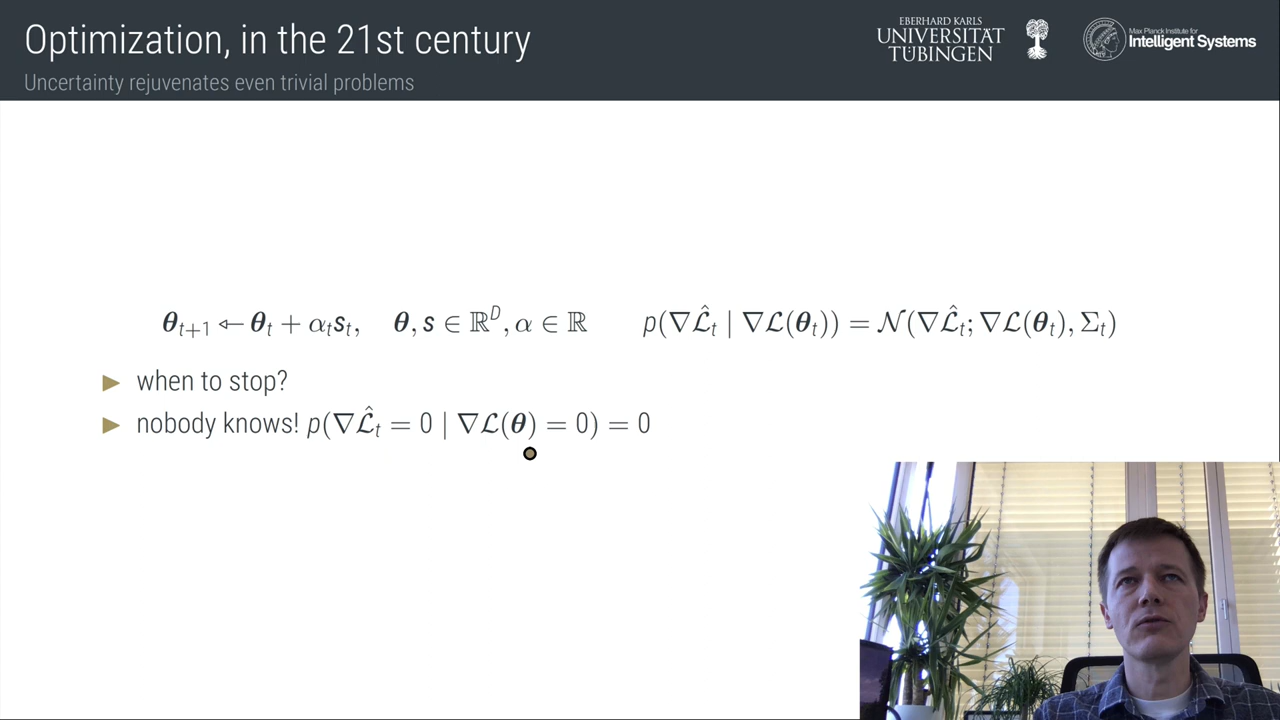 Optimization, in the 21st century
Uncertainty rejuvenates even trivial problems
EBERHARD KARLS
UNIVERSITÄT
TÜBINGEN
Max Planck Institute for
Intelligent Systems
θ_{t+1} ← θ_t + α_t s_t, θ, s ∈ ℝ^D, α ∈ ℝ p(∇ℒ̂_t | ∇ℒ(θ_t)) = 𝒩(∇ℒ̂_t; ∇ℒ(θ_t), Σ_t)
▶ when to stop?
▶ nobody knows! p(∇ℒ̂_t = 0 | ∇ℒ(θ) = 0) = 0